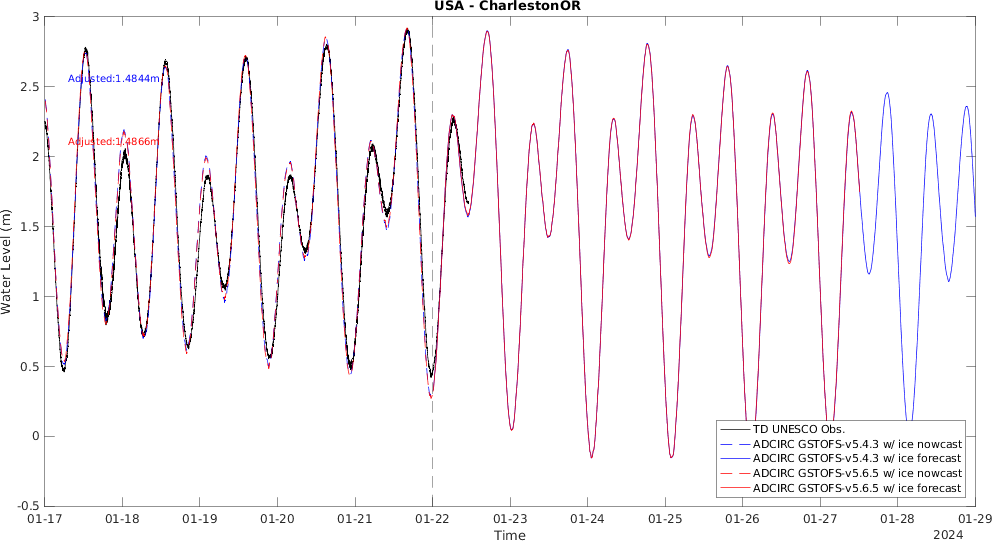 USA - CharlestonOR
Water Level (m)
3
2.5
2
1.5
1
0.5
0
-0.5
Adjusted:1.4844m
Adjusted:1.4866m
TD UNESCO Obs.
ADCIRC GSTOFS-v5.4.3 w/ ice nowcast
ADCIRC GSTOFS-v5.4.3 w/ ice forecast
ADCIRC GSTOFS-v5.6.5 w/ ice nowcast
ADCIRC GSTOFS-v5.6.5 w/ ice forecast
01-17 01-18 01-19 01-20 01-21 01-22 01-23 01-24 01-25 01-26 01-27 01-28 01-29
Time
2024